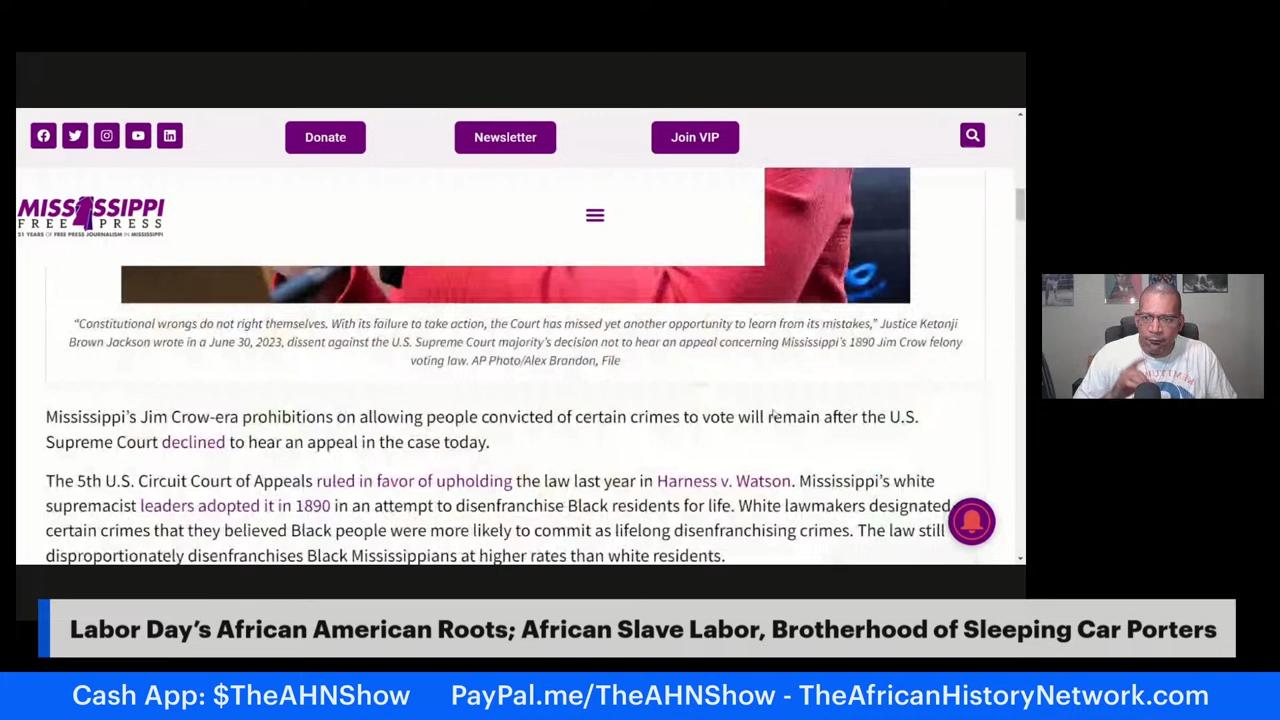 Donate
Newsletter
Join VIP
MISSISSIPPI
FREE PRESS
21 YEARS OF FREE PRESS JOURNALISM IN MISSISSIPPI
“Constitutional wrongs do not right themselves. With its failure to take action, the Court has missed yet another opportunity to learn from its mistakes,” Justice Ketanji
Brown Jackson wrote in a June 30, 2023, dissent against the U.S. Supreme Court majority’s decision not to hear an appeal concerning Mississippi’s 1890 Jim Crow felony
voting law. AP Photo/Alex Brandon, File
Mississippi’s Jim Crow-era prohibitions on allowing people convicted of certain crimes to vote will remain after the U.S.
Supreme Court declined to hear an appeal in the case today.
The 5th U.S. Circuit Court of Appeals ruled in favor of upholding the law last year in Harness v. Watson. Mississippi’s white
supremacist leaders adopted it in 1890 in an attempt to disenfranchise Black residents for life. White lawmakers designated
certain crimes that they believed Black people were more likely to commit as lifelong disenfranchising crimes. The law still
disproportionately disenfranchises Black Mississippians at higher rates than white residents.
Labor Day’s African American Roots; African Slave Labor, Brotherhood of Sleeping Car Porters
Cash App: $TheAHNShow PayPal.me/TheAHNShow - TheAfricanHistoryNetwork.com